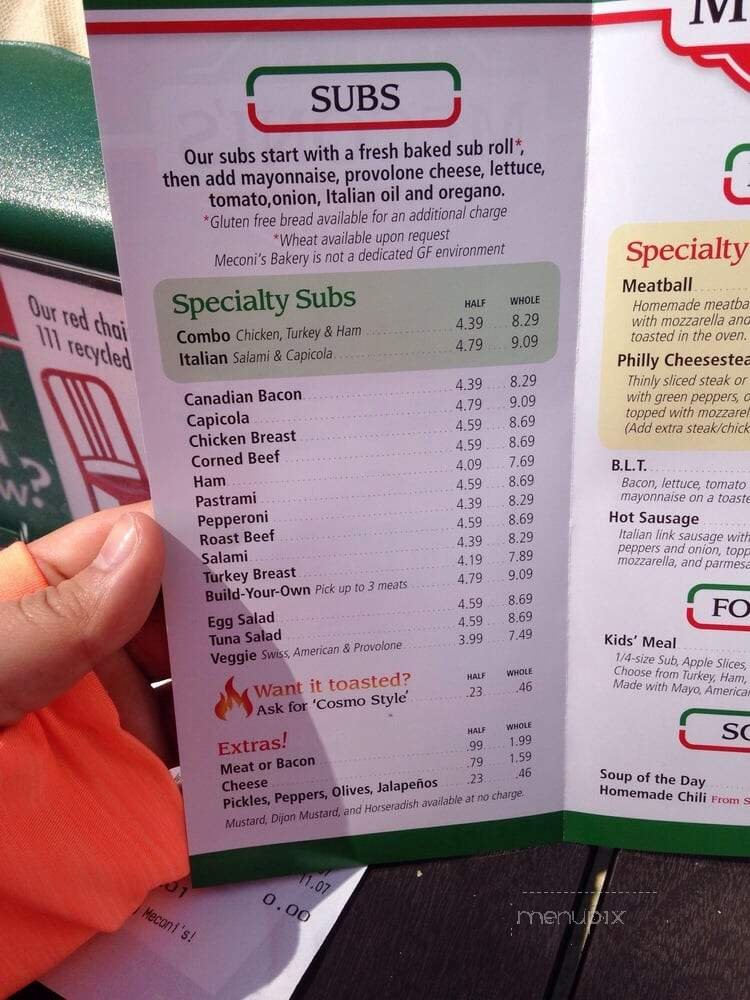 SUBS
Our subs start with a fresh baked sub roll*,
then add mayonnaise, provolone cheese, lettuce,
tomato,onion, Italian oil and oregano.
*Gluten free bread available for an additional charge
*Wheat available upon request
Meconi's Bakery is not a dedicated GF environment
Specialty Subs HALF WHOLE
Combo Chicken, Turkey & Ham 4.39 8.29
Italian Salami & Capicola 4.79 9.09
Canadian Bacon 4.39 8.29
Capicola 4.79 9.09
Chicken Breast 4.59 8.69
Corned Beef 4.59 8.69
Ham 4.09 7.69
Pastrami 4.59 8.69
Pepperoni 4.39 8.29
Roast Beef 4.59 8.69
Salami 4.39 8.29
Turkey Breast 4.19 7.89
Build-Your-Own Pick up to 3 meats 4.79 9.09
Egg Salad 4.59 8.69
Tuna Salad 4.59 8.69
Veggie Swiss, American & Provolone 3.99 7.49
Want it toasted? HALF WHOLE
Ask for 'Cosmo Style' .23 .46
Extras! HALF WHOLE
Meat or Bacon .99 1.99
Cheese .79 1.59
Pickles, Peppers, Olives, Jalapeños .23 .46
Mustard, Dijon Mustard, and Horseradish available at no charge.
Specialty
Meatball
Homemade meatba
with mozzarella and
toasted in the oven.
Philly Cheesestea
Thinly sliced steak or
with green peppers, o
topped with mozzarel
(Add extra steak/chick
B.L.T.
Bacon, lettuce, tomato
mayonnaise on a toaste
Hot Sausage
Italian link sausage with
peppers and onion, topp
mozzarella, and parmesa
FO
Kids' Meal
1/4-size Sub, Apple Slices,
Choose from Turkey, Ham,
Made with Mayo, American
SO
Soup of the Day
Homemade Chili From S
Our red chai
111 recycled
11.07
0.00
Meconi's!
menupix